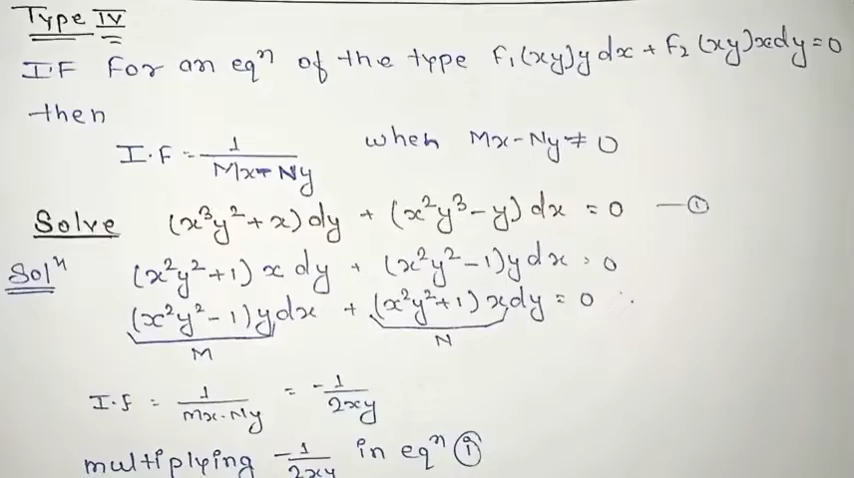 Type IV
I.F For an eqⁿ of the type f₁(xy)y dx + f₂(xy)xdy = 0
then
I.F = 1/(Mx - Ny) when Mx - Ny ≠ 0
Solve (x³y² + x) dy + (x²y³ - y) dx = 0 —①
Solⁿ (x²y² + 1) x dy + (x²y² - 1) y dx = 0
(x²y² - 1) y dx + (x²y² + 1) x dy = 0
M N
I.f = 1/(Mx - Ny) = - 1/(2xy)
multiplying - 1/(2xy) in eqⁿ ①